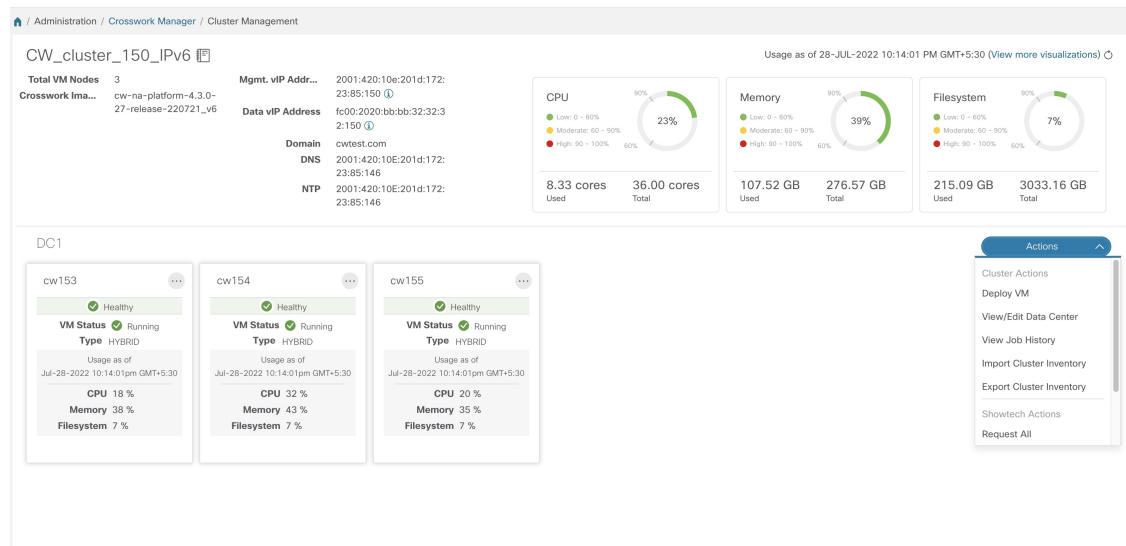 / Administration / Crosswork Manager / Cluster Management
CW_cluster_150_IPv6
Usage as of 28-JUL-2022 10:14:01 PM GMT+5:30 (View more visualizations)
Total VM Nodes 3
Crosswork Ima... cw-na-platform-4.3.0-
27-release-220721_v6
Mgmt. vIP Addr... 2001:420:10e:201d:172:
23:85:150
Data vIP Address fc00:2020:bb:bb:32:32:3
2:150
Domain cwtest.com
DNS 2001:420:10E:201d:172:
23:85:146
NTP 2001:420:10E:201d:172:
23:85:146
CPU
Low: 0 - 60%
Moderate: 60 - 90%
High: 90 - 100%
90%
23%
60%
8.33 cores 36.00 cores
Used Total
Memory
Low: 0 - 60%
Moderate: 60 - 90%
High: 90 - 100%
90%
39%
60%
107.52 GB 276.57 GB
Used Total
Filesystem
Low: 0 - 60%
Moderate: 60 - 90%
High: 90 - 100%
90%
7%
60%
215.09 GB 3033.16 GB
Used Total
DC1
cw153
Healthy
VM Status Running
Type HYBRID
Usage as of
Jul-28-2022 10:14:01pm GMT+5:30
CPU 18 %
Memory 38 %
Filesystem 7 %
cw154
Healthy
VM Status Running
Type HYBRID
Usage as of
Jul-28-2022 10:14:01pm GMT+5:30
CPU 32 %
Memory 43 %
Filesystem 7 %
cw155
Healthy
VM Status Running
Type HYBRID
Usage as of
Jul-28-2022 10:14:01pm GMT+5:30
CPU 20 %
Memory 35 %
Filesystem 7 %
Actions
Cluster Actions
Deploy VM
View/Edit Data Center
View Job History
Import Cluster Inventory
Export Cluster Inventory
Showtech Actions
Request All